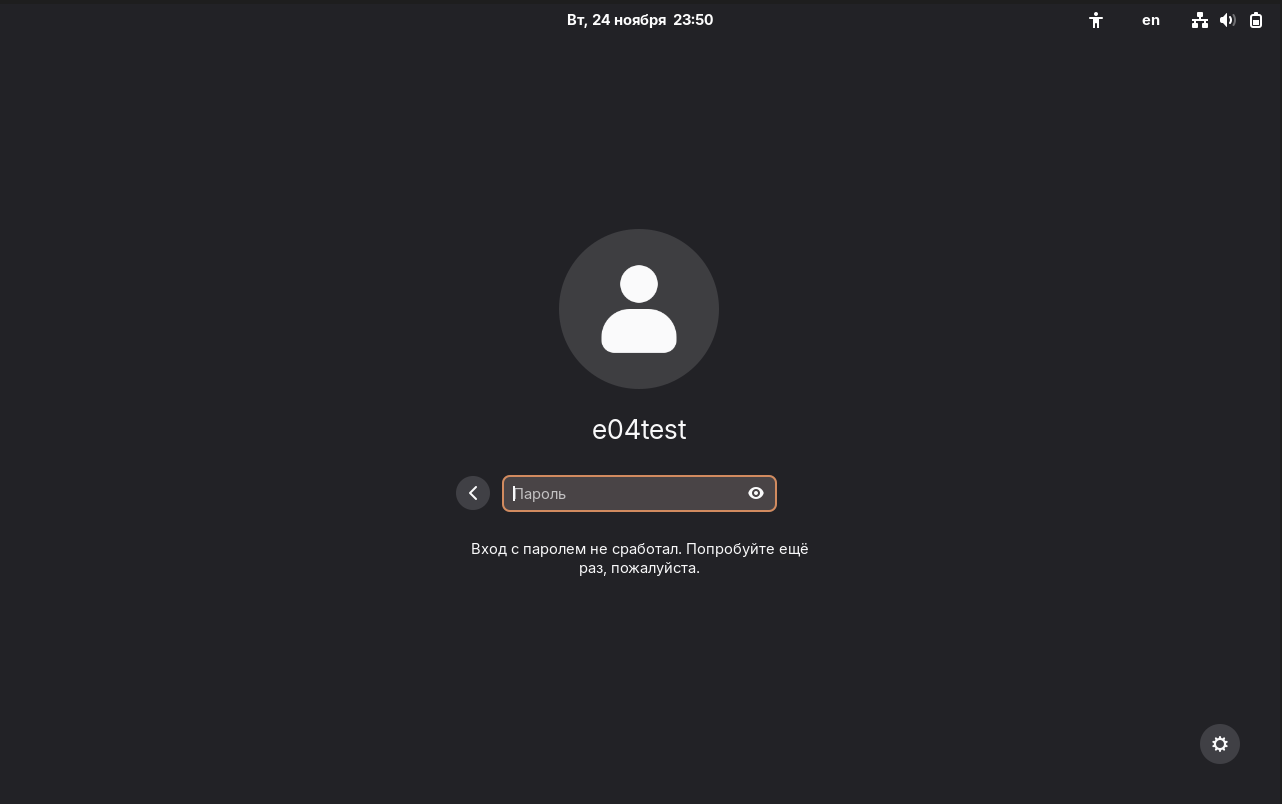 Вт, 24 ноября 23:50
en
e04test
Пароль
Вход с паролем не сработал. Попробуйте ещё
раз, пожалуйста.